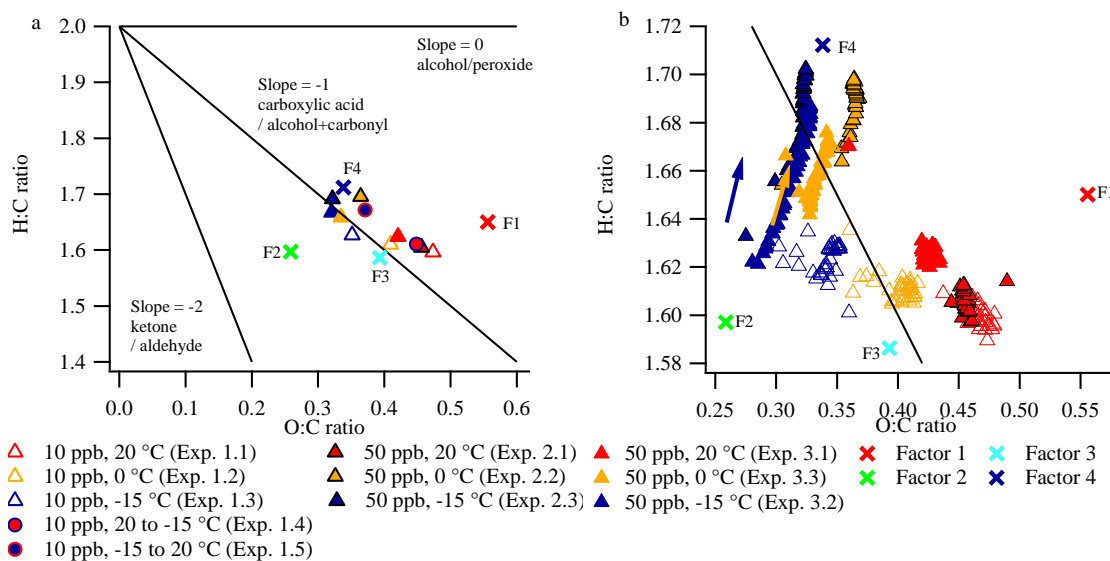 a
b
H:C ratio
2.0
1.9
1.8
1.7
1.6
1.5
1.4
0.0 0.1 0.2 0.3 0.4 0.5 0.6
O:C ratio
Slope = 0
alcohol/peroxide
Slope = -1
carboxylic acid
/ alcohol+carbonyl
Slope = -2
ketone
/ aldehyde
F4
F1
F2
F3
H:C ratio
1.72
1.70
1.68
1.66
1.64
1.62
1.60
1.58
0.25 0.30 0.35 0.40 0.45 0.50 0.55
O:C ratio
F4
F1
F2
F3
10 ppb, 20 °C (Exp. 1.1)
10 ppb, 0 °C (Exp. 1.2)
10 ppb, -15 °C (Exp. 1.3)
10 ppb, 20 to -15 °C (Exp. 1.4)
10 ppb, -15 to 20 °C (Exp. 1.5)
50 ppb, 20 °C (Exp. 2.1)
50 ppb, 0 °C (Exp. 2.2)
50 ppb, -15 °C (Exp. 2.3)
50 ppb, 20 °C (Exp. 3.1)
50 ppb, 0 °C (Exp. 3.3)
50 ppb, -15 °C (Exp. 3.2)
Factor 1
Factor 2
Factor 3
Factor 4